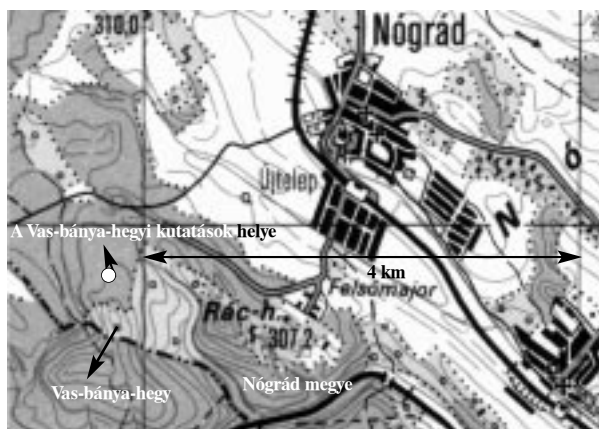 310,0
Nógrád
Újtelep
A Vas-bánya-hegyi kutatások helye
N
4 km
Felsőmajor
Rác-h.
307,2
Vas-bánya-hegy
Nógrád megye